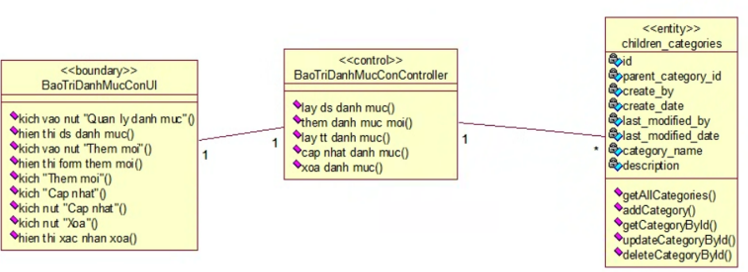 <<boundary>>
BaoTriDanhMucConUI
kich vao nut "Quan ly danh muc"()
hien thi ds danh muc()
kich vao nut "Them moi"()
hien thi form them moi()
kich "Them moi"()
kich "Cap nhat"()
kich nut "Cap nhat"()
kich nut "Xoa"()
hien thi xac nhan xoa()
1
1
<<control>>
BaoTriDanhMucConController
lay ds danh muc()
them danh muc moi()
lay tt danh muc()
cap nhat danh muc()
xoa danh muc()
1
*
<<entity>>
children_categories
id
parent_category_id
create_by
create_date
last_modified_by
last_modified_date
category_name
description
getAllCategories()
addCategory()
getCategoryById()
updateCategoryById()
deleteCategoryById()